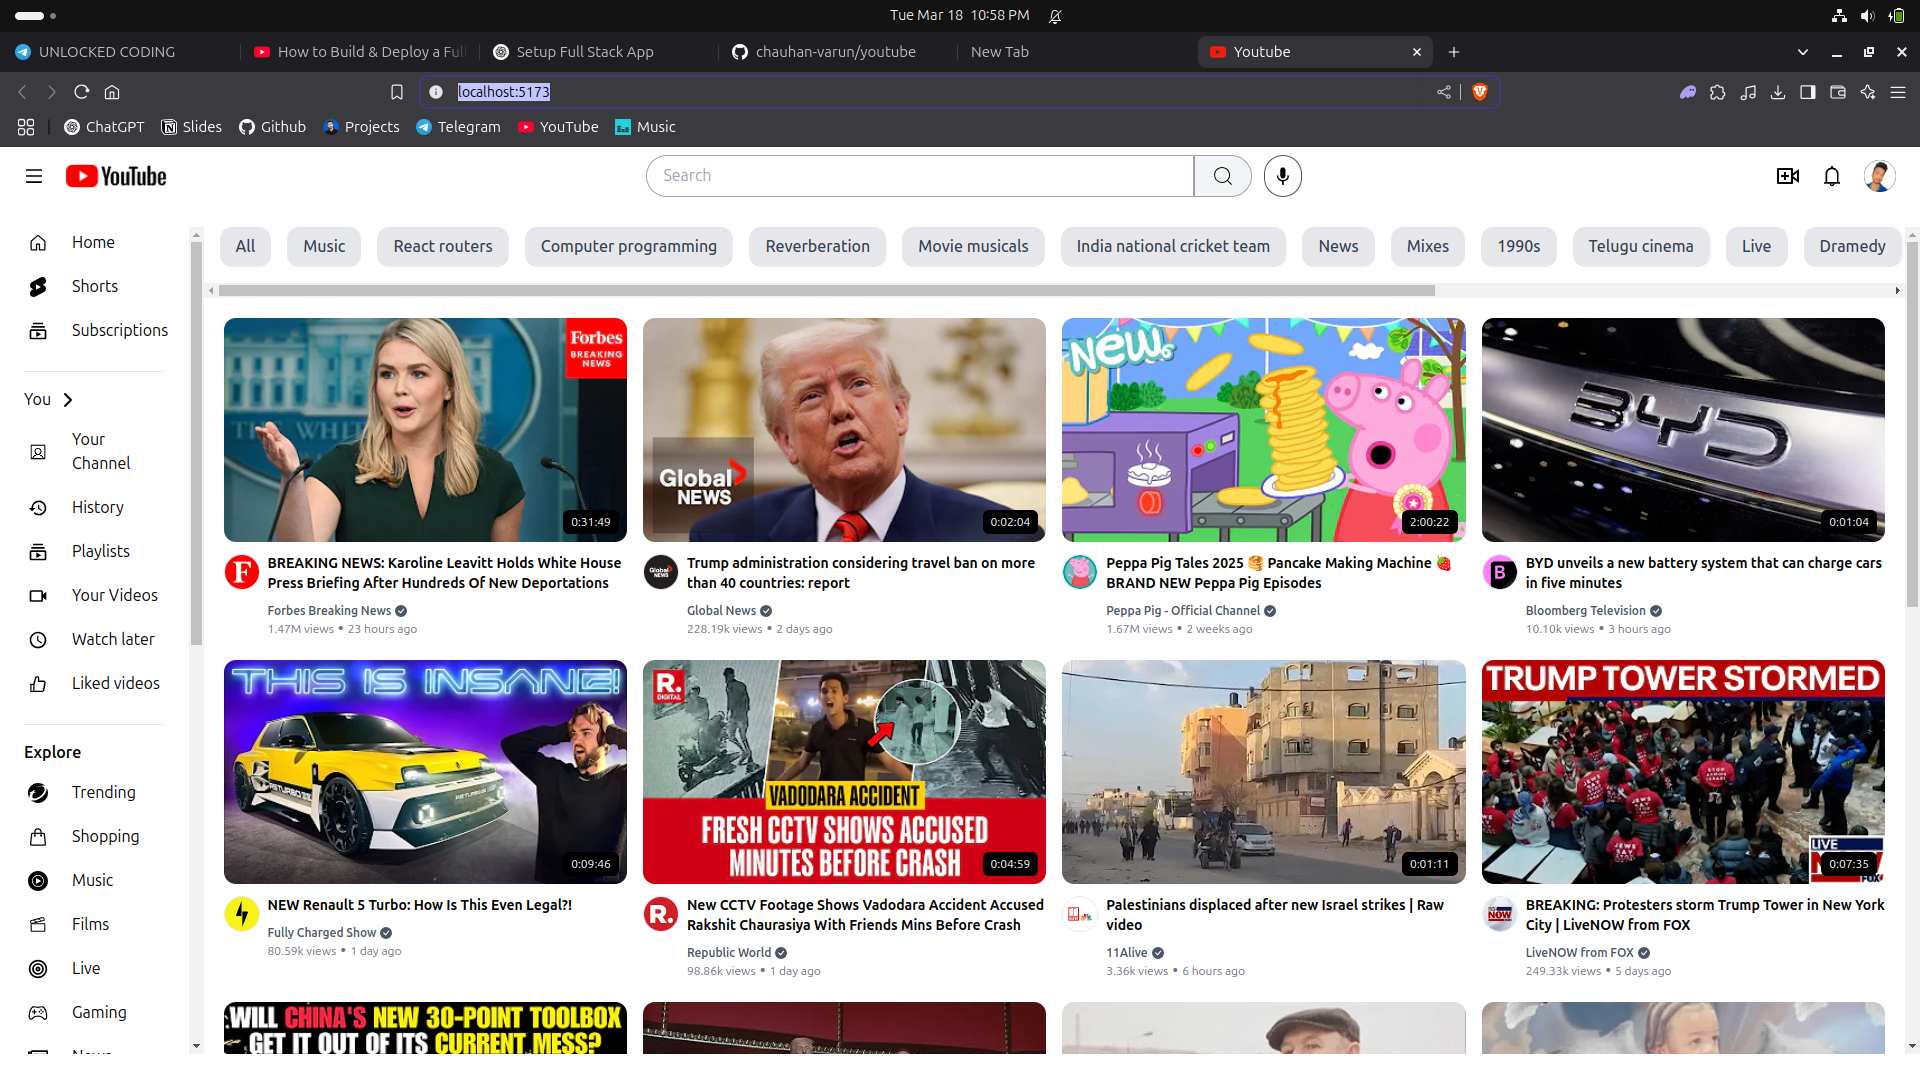 Tue Mar 18 10:58 PM
UNLOCKED CODING
How to Build & Deploy a Full
Setup Full Stack App
chauhan-varun/youtube
New Tab
Youtube
localhost:5173
ChatGPT
Slides
Github
Projects
Telegram
YouTube
Music
YouTube
Search
Home
Shorts
Subscriptions
You
Your
Channel
History
Playlists
Your Videos
Watch later
Liked videos
Explore
Trending
Shopping
Music
Films
Live
Gaming
All
Music
React routers
Computer programming
Reverberation
Movie musicals
India national cricket team
News
Mixes
1990s
Telugu cinema
Live
Dramedy
Forbes
BREAKING
NEWS
0:31:49
BREAKING NEWS: Karoline Leavitt Holds White House
Press Briefing After Hundreds Of New Deportations
Forbes Breaking News
1.47M views • 23 hours ago
Global
NEWS
0:02:04
Trump administration considering travel ban on more
than 40 countries: report
Global News
228.19k views • 2 days ago
New
2:00:22
Peppa Pig Tales 2025 🥞 Pancake Making Machine 🍓
BRAND NEW Peppa Pig Episodes
Peppa Pig - Official Channel
1.67M views • 2 weeks ago
BYD
0:01:04
BYD unveils a new battery system that can charge cars
in five minutes
Bloomberg Television
10.10k views • 3 hours ago
THIS IS INSANE!
0:09:46
NEW Renault 5 Turbo: How Is This Even Legal?!
Fully Charged Show
80.59k views • 1 day ago
R.
DIGITAL
VADODARA ACCIDENT
FRESH CCTV SHOWS ACCUSED
MINUTES BEFORE CRASH
0:04:59
New CCTV Footage Shows Vadodara Accident Accused
Rakshit Chaurasiya With Friends Mins Before Crash
Republic World
98.86k views • 1 day ago
0:01:11
Palestinians displaced after new Israel strikes | Raw
video
11Alive
3.36k views • 6 hours ago
TRUMP TOWER STORMED
LIVE
0:07:35
BREAKING: Protesters storm Trump Tower in New York
City | LiveNOW from FOX
LiveNOW from FOX
249.33k views • 5 days ago
WILL CHINA'S NEW 30-POINT TOOLBOX
GET IT OUT OF ITS CURRENT MESS?